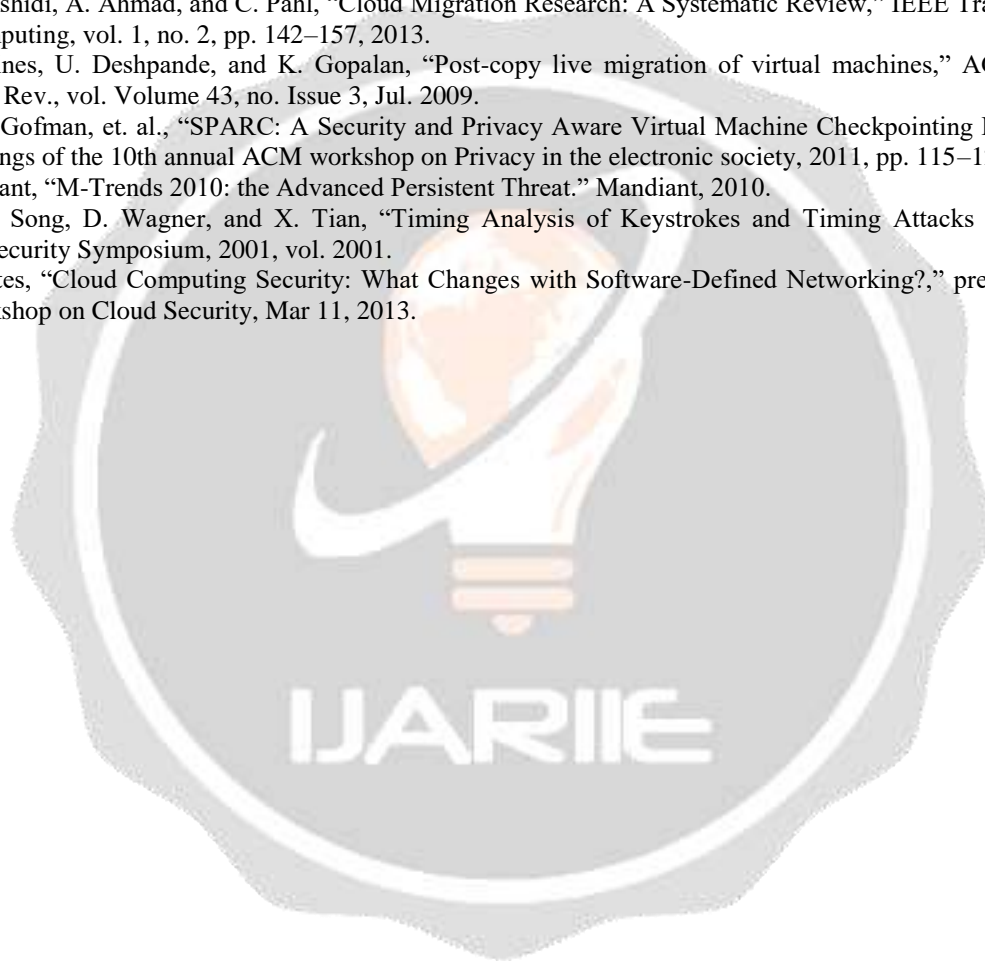 shidi, A. Ahmad, and C. Pahl, “Cloud Migration Research: A Systematic Review,” IEEE Tra
puting, vol. 1, no. 2, pp. 142–157, 2013.
nes, U. Deshpande, and K. Gopalan, “Post-copy live migration of virtual machines,” AC
Rev., vol. Volume 43, no. Issue 3, Jul. 2009.
Gofman, et. al., “SPARC: A Security and Privacy Aware Virtual Machine Checkpointing
ngs of the 10th annual ACM workshop on Privacy in the electronic society, 2011, pp. 115–1
ant, “M-Trends 2010: the Advanced Persistent Threat.” Mandiant, 2010.
Song, D. Wagner, and X. Tian, “Timing Analysis of Keystrokes and Timing Attacks
ecurity Symposium, 2001, vol. 2001.
tes, “Cloud Computing Security: What Changes with Software-Defined Networking?,” pre
kshop on Cloud Security, Mar 11, 2013.
IJARIIE